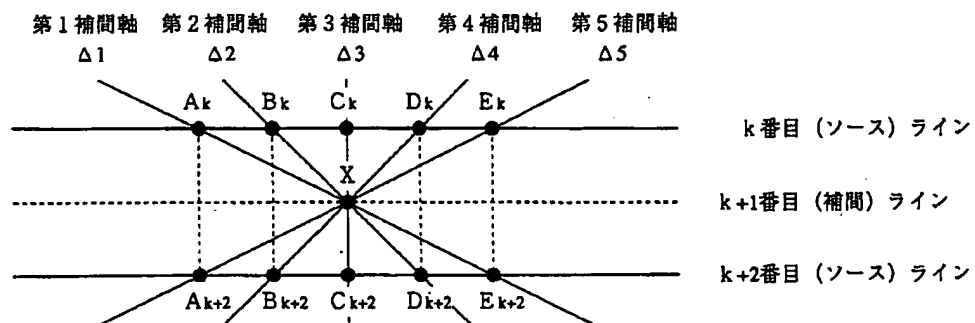 第1補間軸 第2補間軸 第3補間軸 第4補間軸 第5補間軸
Δ1 Δ2 Δ3 Δ4 Δ5
Ak Bk Ck Dk Ek
k番目(ソース)ライン
X
k+1番目(補間)ライン
k+2番目(ソース)ライン
Ak+2 Bk+2 Ck+2 Dk+2 Ek+2